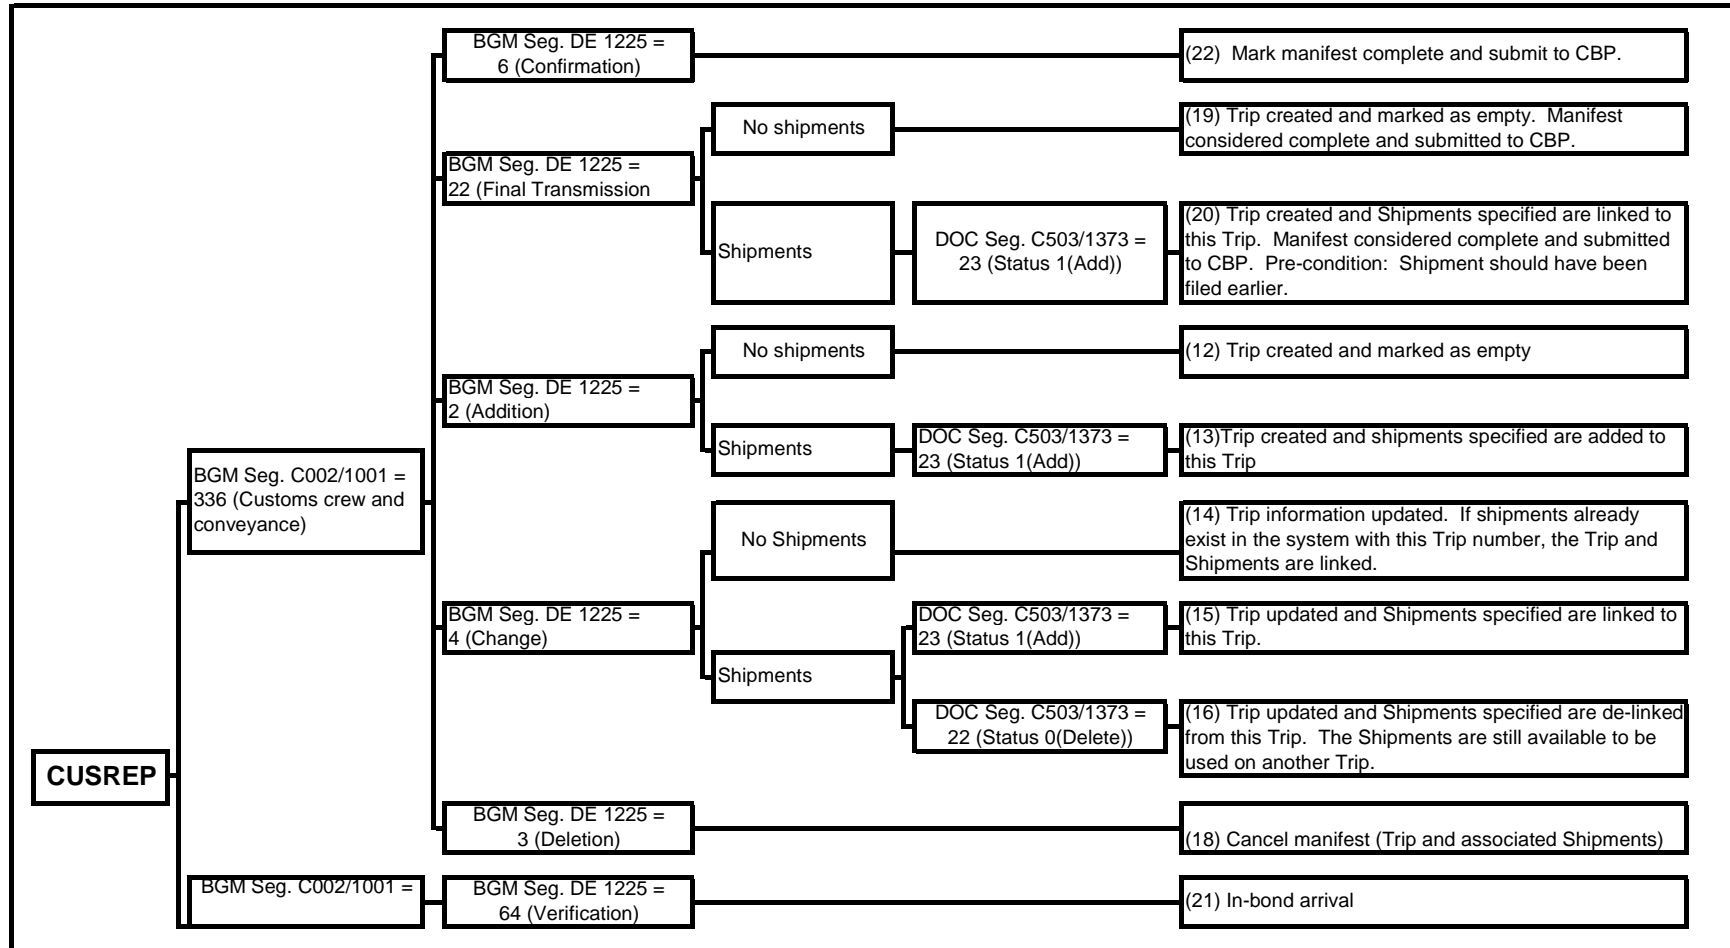 BGM Seg. DE 1225 =
6 (Confirmation)
(22)  Mark manifest complete and submit to CBP.
No shipments
(19) Trip created and marked as empty.  Manifest
considered complete and submitted to CBP.
BGM Seg. DE 1225 =
22 (Final Transmission
Shipments
DOC Seg. C503/1373 =
23 (Status 1(Add))
(20) Trip created and Shipments specified are linked to
this Trip.  Manifest considered complete and submitted
to CBP.  Pre-condition:  Shipment should have been
filed earlier.
No shipments
(12) Trip created and marked as empty
BGM Seg. DE 1225 =
2 (Addition)
Shipments
DOC Seg. C503/1373 =
23 (Status 1(Add))
(13)Trip created and shipments specified are added to
this Trip
BGM Seg. C002/1001 =
336 (Customs crew and
conveyance)
No Shipments
(14) Trip information updated.  If shipments already
exist in the system with this Trip number, the Trip and
Shipments are linked.
BGM Seg. DE 1225 =
4 (Change)
Shipments
DOC Seg. C503/1373 =
23 (Status 1(Add))
(15) Trip updated and Shipments specified are linked to
this Trip.
DOC Seg. C503/1373 =
22 (Status 0(Delete))
(16) Trip updated and Shipments specified are de-linked
from this Trip.  The Shipments are still available to be
used on another Trip.
CUSREP
BGM Seg. DE 1225 =
3 (Deletion)
(18) Cancel manifest (Trip and associated Shipments)
BGM Seg. C002/1001 =
BGM Seg. DE 1225 =
64 (Verification)
(21) In-bond arrival